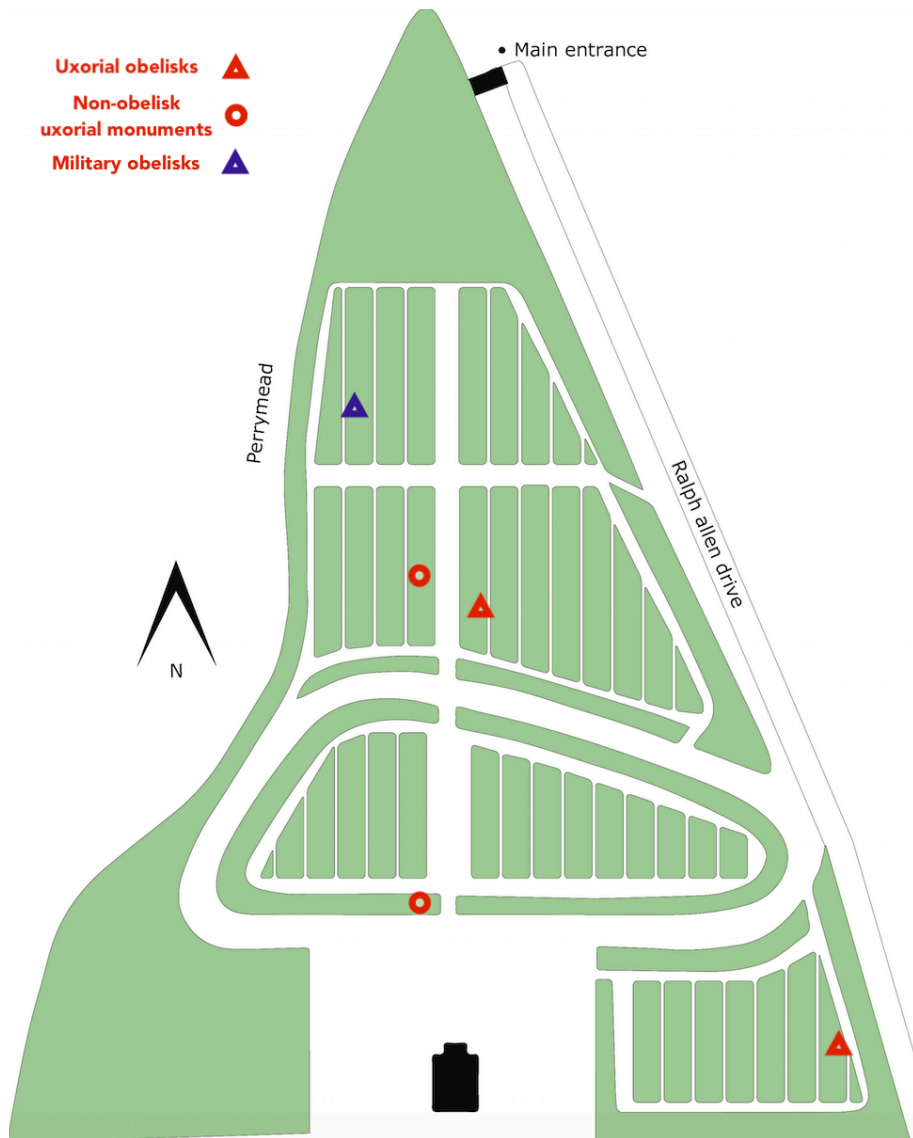 Main entrance
Uxorial obelisks
Non-obelisk
uxorial monuments
Military obelisks
Perrymead
Ralph allen drive
N